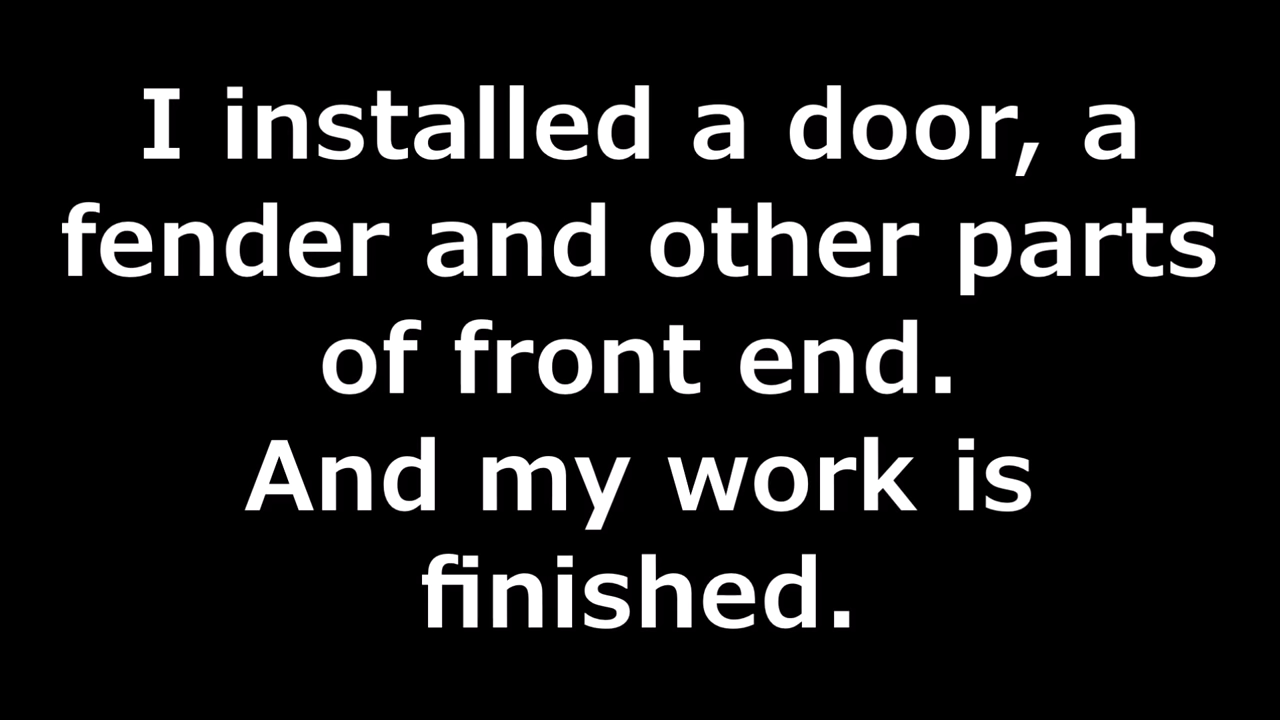 I installed a door, a
fender and other parts
of front end.
And my work is
finished.